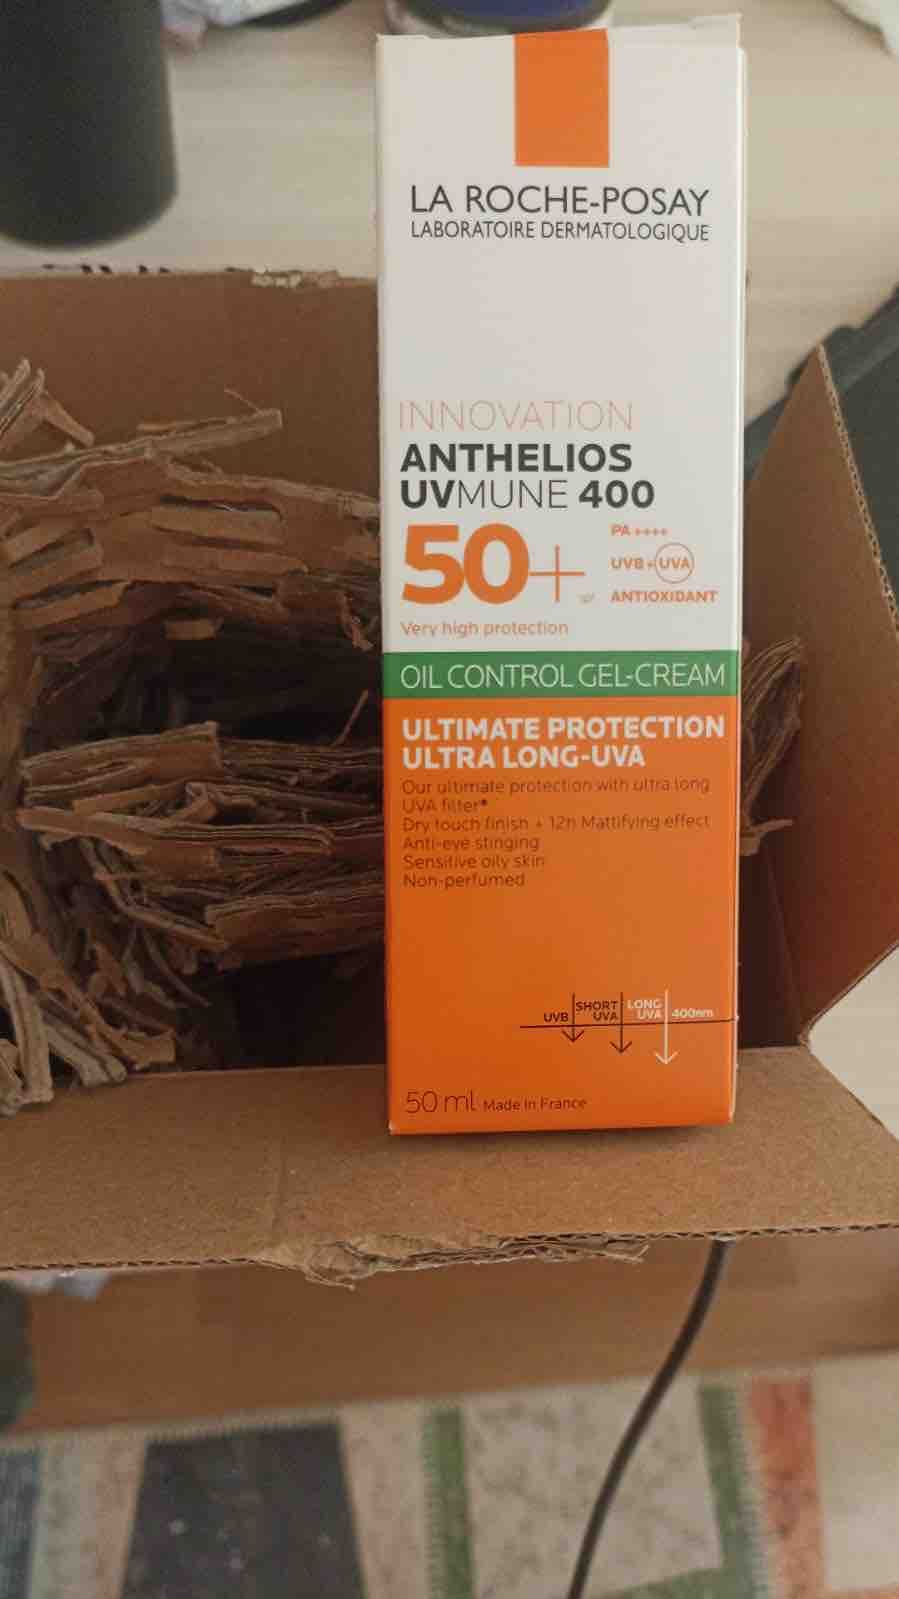 LA ROCHE-POSAY
LABORATOIRE DERMATOLOGIQUE
INNOVATION
ANTHELIOS
UVMUNE 400
50+
SPF
PA ++++
UVB + UVA
ANTIOXIDANT
Very high protection
OIL CONTROL GEL-CREAM
ULTIMATE PROTECTION
ULTRA LONG-UVA
Our ultimate protection with ultra long
UVA filter*
Dry touch finish + 12h Mattifying effect
Anti-eye stinging
Sensitive oily skin
Non-perfumed
UVB
SHORT
UVA
LONG
UVA
400nm
50 ml Made In France